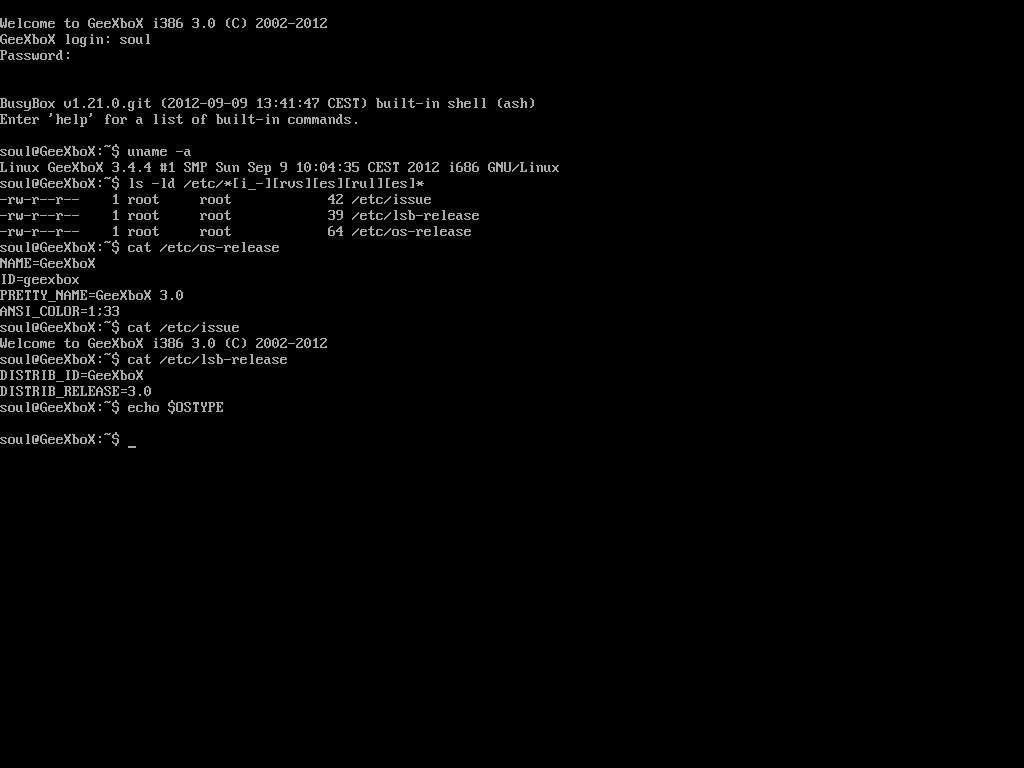 Welcome to GeeXboX i386 3.0 (C) 2002-2012
GeeXboX login: soul
Password:
BusyBox v1.21.0.git (2012-09-09 13:41:47 CEST) built-in shell (ash)
Enter 'help' for a list of built-in commands.
soul@GeeXboX:~$ uname -a
Linux GeeXboX 3.4.4 #1 SMP Sun Sep 9 10:04:35 CEST 2012 i686 GNU/Linux
soul@GeeXboX:~$ ls -ld /etc/*[i_-][rvs][es][rul][es]*
-rw-r--r--    1 root     root            42 /etc/issue
-rw-r--r--    1 root     root            39 /etc/lsb-release
-rw-r--r--    1 root     root            64 /etc/os-release
soul@GeeXboX:~$ cat /etc/os-release
NAME=GeeXboX
ID=geexbox
PRETTY_NAME=GeeXboX 3.0
ANSI_COLOR=1;33
soul@GeeXboX:~$ cat /etc/issue
Welcome to GeeXboX i386 3.0 (C) 2002-2012
soul@GeeXboX:~$ cat /etc/lsb-release
DISTRIB_ID=GeeXboX
DISTRIB_RELEASE=3.0
soul@GeeXboX:~$ echo $OSTYPE
soul@GeeXboX:~$ _